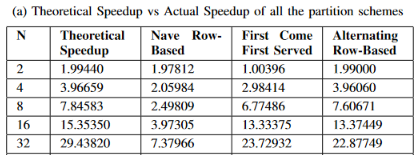 (a) Theoretical Speedup vs Actual Speedup of all the partition schemes
N Theoretical Speedup Nave Row-Based First Come First Served Alternating Row-Based
2 1.99440 1.97812 1.00396 1.99000
4 3.96659 2.05984 2.98414 3.96060
8 7.84583 2.49809 6.77486 7.60671
16 15.35350 3.97305 13.33375 13.37449
32 29.43820 7.37966 23.72932 22.87749